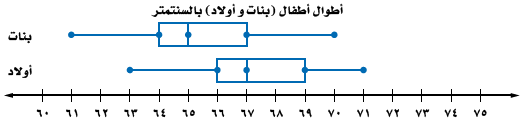 أطوال أطفال (بنات و أولاد) بالسنتمتر
بنات
أولاد
٦٠ ٦١ ٦٢ ٦٣ ٦٤ ٦٥ ٦٦ ٦٧ ٦٨ ٦٩ ٧٠ ٧١ ٧٢ ٧٣ ٧٤ ٧٥